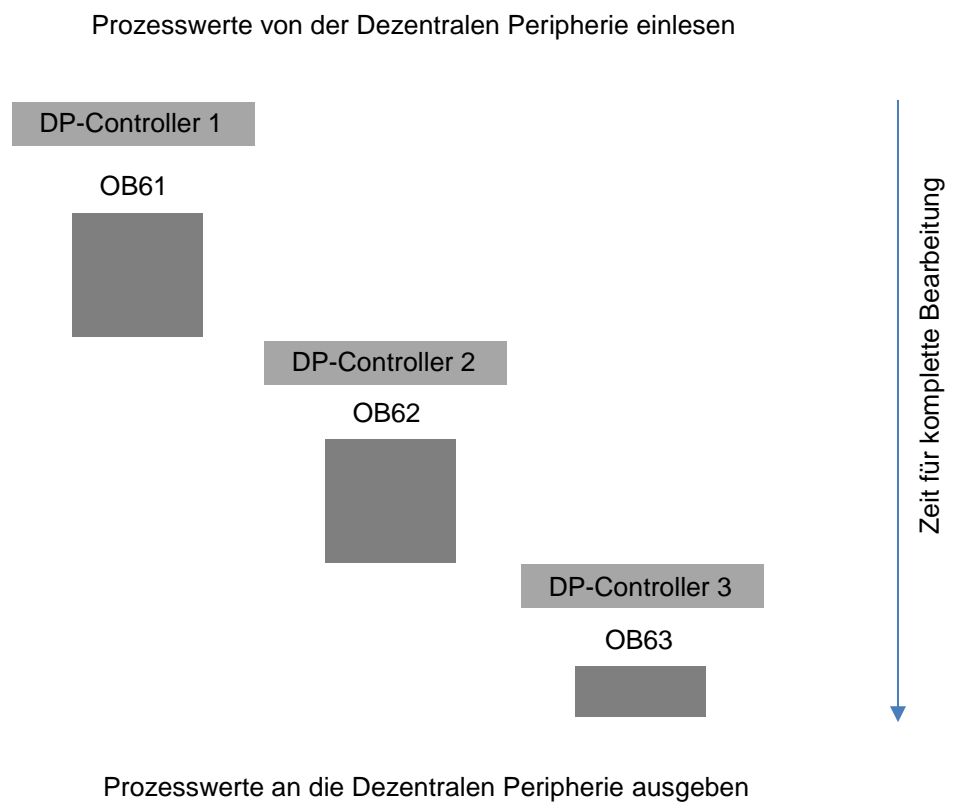 Prozesswerte von der Dezentralen Peripherie einlesen
DP-Controller 1
OB61
DP-Controller 2
OB62
DP-Controller 3
OB63
Zeit für komplette Bearbeitung
Prozesswerte an die Dezentralen Peripherie ausgeben